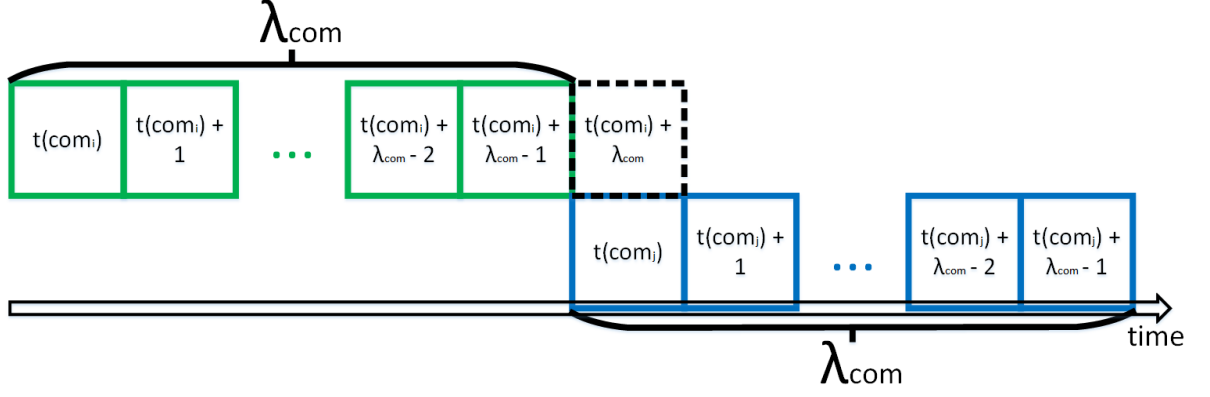 λcom
t(comᵢ)
t(comᵢ) +
1
...
t(comᵢ) +
λcom - 2
t(comᵢ) +
λcom - 1
t(comᵢ) +
λcom
t(comⱼ)
t(comⱼ) +
1
...
t(comⱼ) +
λcom - 2
t(comⱼ) +
λcom - 1
time
λcom